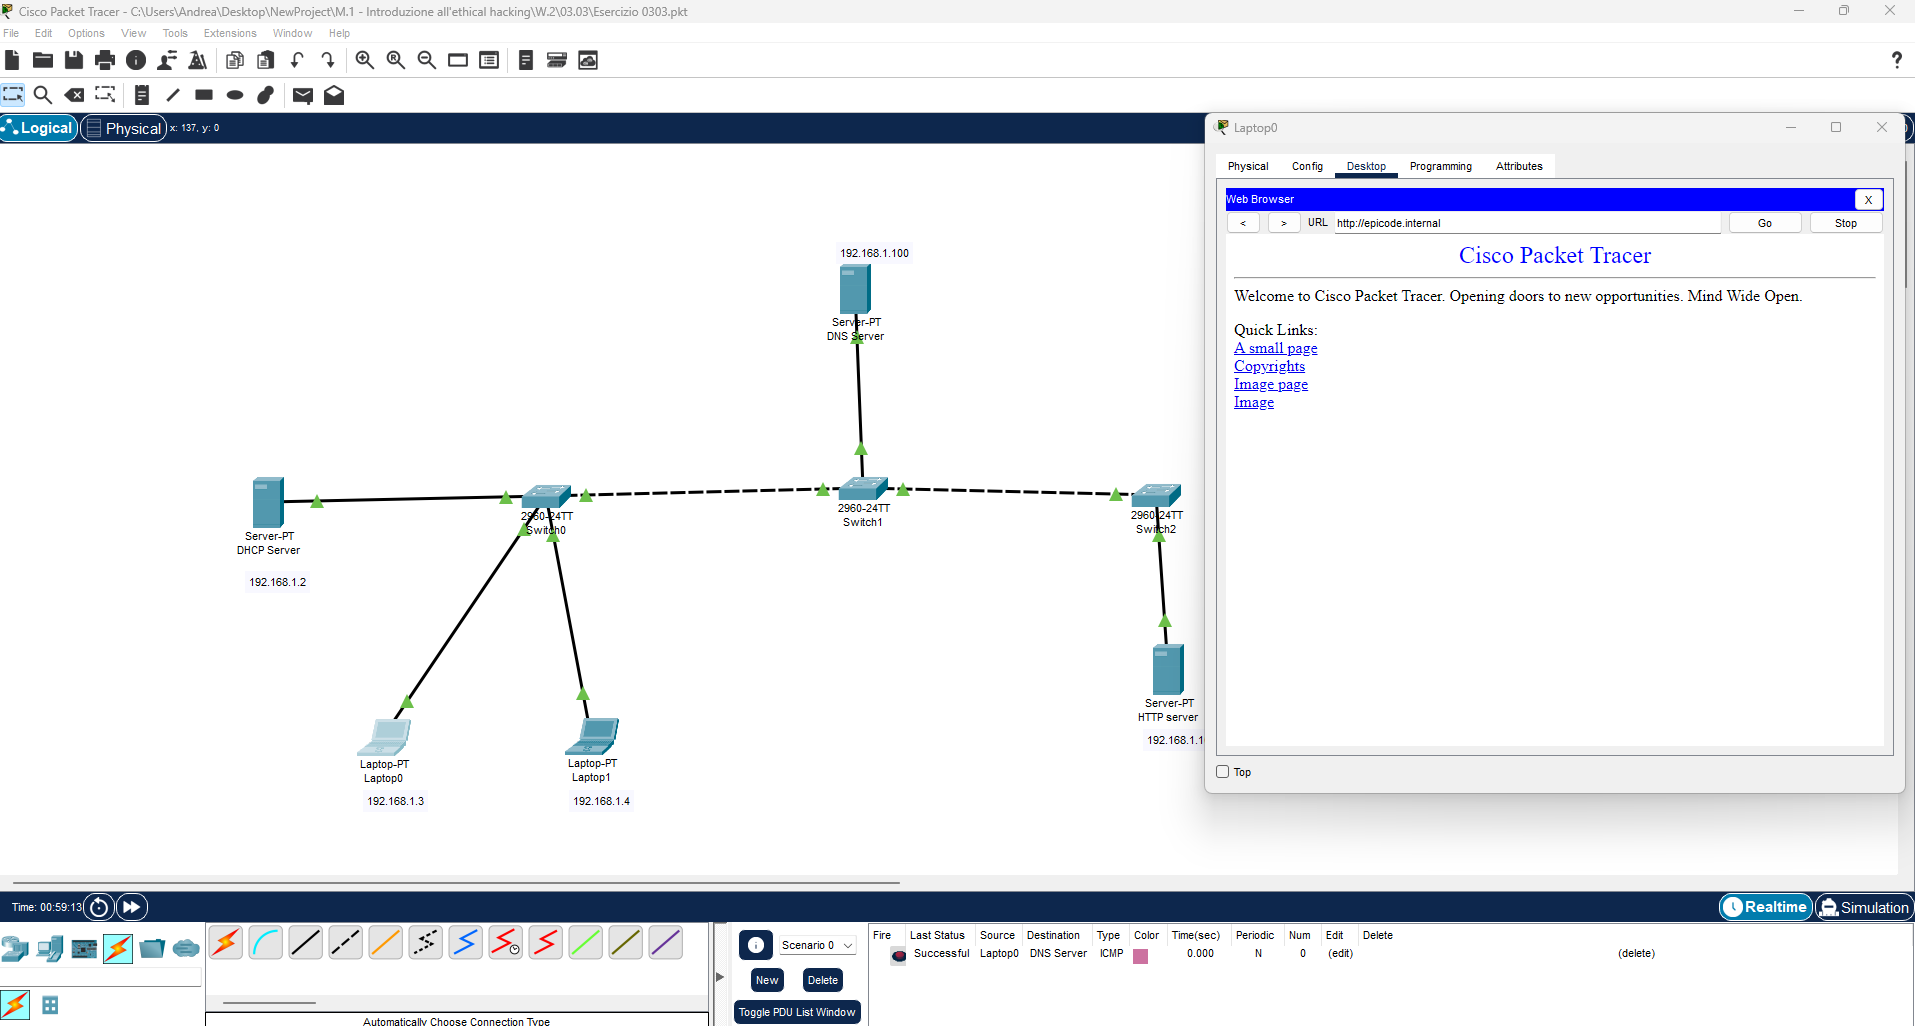 Cisco Packet Tracer - C:\Users\Andrea\Desktop\NewProject\M.1 - Introduzione all'ethical hacking\W.2\03.03\Esercizio 0303.pkt
File Edit Options View Tools Extensions Window Help
Logical Physical x: 137, y: 0
Laptop0
Physical Config Desktop Programming Attributes
Web Browser X
< > URL http://epicode.internal Go Stop
Cisco Packet Tracer
Welcome to Cisco Packet Tracer. Opening doors to new opportunities. Mind Wide Open.
Quick Links:
A small page
Copyrights
Image page
Image
Top
192.168.1.100
Server-PT
DNS Server
Server-PT
DHCP Server
192.168.1.2
2960-24TT
Switch0
2960-24TT
Switch1
2960-24TT
Switch2
Server-PT
HTTP server
192.168.1.1
Laptop-PT
Laptop0
192.168.1.3
Laptop-PT
Laptop1
192.168.1.4
Time: 00:59:13
Realtime Simulation
Scenario 0
New Delete
Toggle PDU List Window
Fire Last Status Source Destination Type Color Time(sec) Periodic Num Edit Delete
Successful Laptop0 DNS Server ICMP 0.000 N 0 (edit) (delete)
Automatically Choose Connection Type